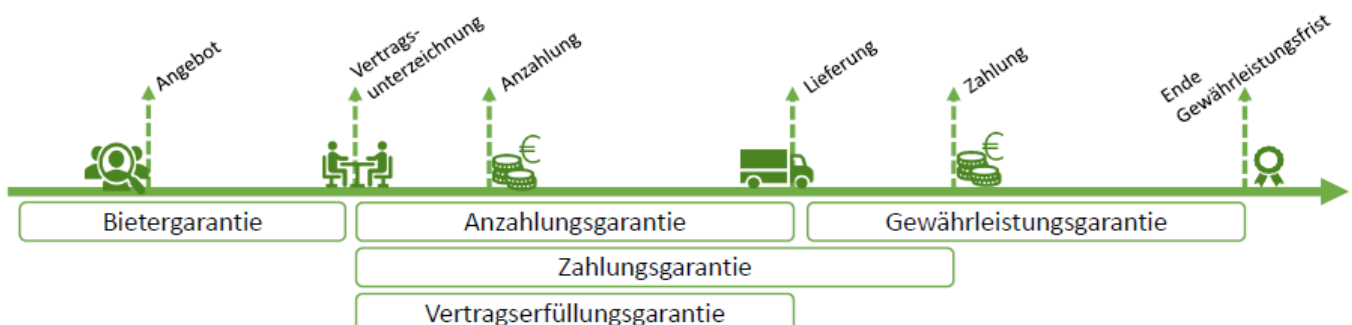 Angebot
Vertrags-
unterzeichnung
Anzahlung
Lieferung
Zahlung
Ende
Gewährleistungsfrist
€
€
Bietergarantie
Anzahlungsgarantie
Gewährleistungsgarantie
Zahlungsgarantie
Vertragserfüllungsgarantie